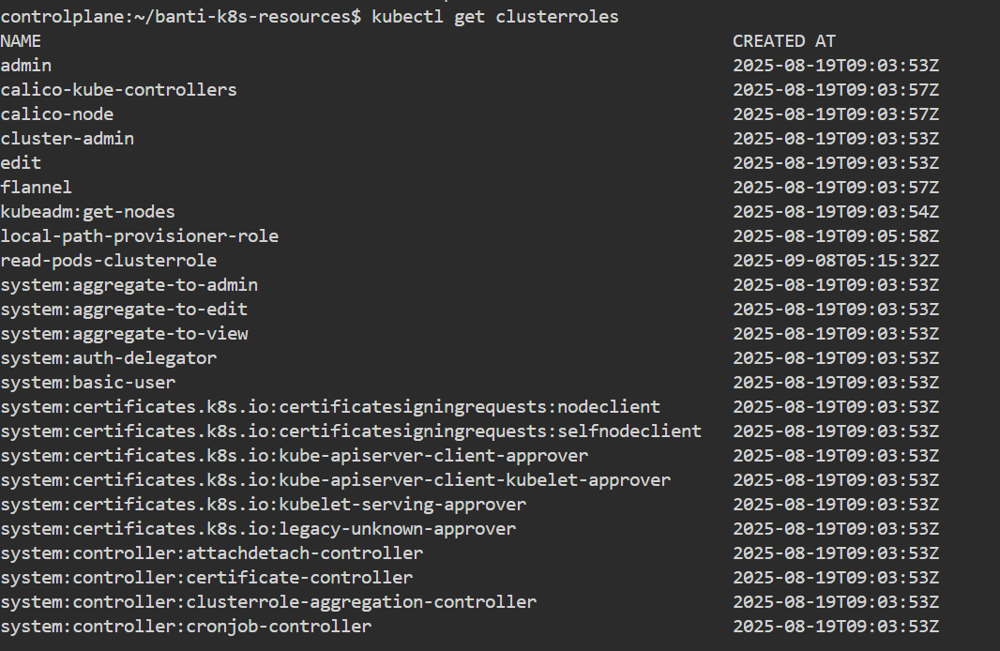 controlplane:~/banti-k8s-resources$ kubectl get clusterroles
NAME CREATED AT
admin 2025-08-19T09:03:53Z
calico-kube-controllers 2025-08-19T09:03:57Z
calico-node 2025-08-19T09:03:57Z
cluster-admin 2025-08-19T09:03:53Z
edit 2025-08-19T09:03:53Z
flannel 2025-08-19T09:03:57Z
kubeadm:get-nodes 2025-08-19T09:03:54Z
local-path-provisioner-role 2025-08-19T09:05:58Z
read-pods-clusterrole 2025-09-08T05:15:32Z
system:aggregate-to-admin 2025-08-19T09:03:53Z
system:aggregate-to-edit 2025-08-19T09:03:53Z
system:aggregate-to-view 2025-08-19T09:03:53Z
system:auth-delegator 2025-08-19T09:03:53Z
system:basic-user 2025-08-19T09:03:53Z
system:certificates.k8s.io:certificatesigningrequests:nodeclient 2025-08-19T09:03:53Z
system:certificates.k8s.io:certificatesigningrequests:selfnodeclient 2025-08-19T09:03:53Z
system:certificates.k8s.io:kube-apiserver-client-approver 2025-08-19T09:03:53Z
system:certificates.k8s.io:kube-apiserver-client-kubelet-approver 2025-08-19T09:03:53Z
system:certificates.k8s.io:kubelet-serving-approver 2025-08-19T09:03:53Z
system:certificates.k8s.io:legacy-unknown-approver 2025-08-19T09:03:53Z
system:controller:attachdetach-controller 2025-08-19T09:03:53Z
system:controller:certificate-controller 2025-08-19T09:03:53Z
system:controller:clusterrole-aggregation-controller 2025-08-19T09:03:53Z
system:controller:cronjob-controller 2025-08-19T09:03:53Z